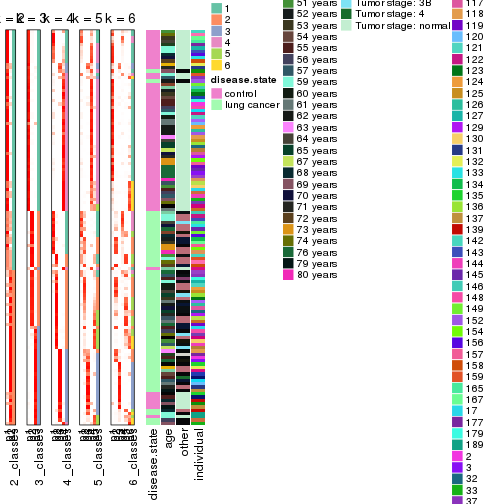 k = 3 k = 4 k = 5 k = 6
1
2
3
4
5
6
disease.state
control
lung cancer
51 years
52 years
53 years
54 years
55 years
56 years
57 years
59 years
60 years
61 years
62 years
63 years
64 years
65 years
67 years
68 years
69 years
70 years
71 years
72 years
73 years
74 years
76 years
79 years
80 years
Tumor stage: 3B
Tumor stage: 4
Tumor stage: normal
117
118
119
120
121
122
123
124
125
126
127
129
130
131
132
133
134
135
136
137
139
142
143
144
145
146
148
149
152
154
156
157
158
159
165
167
17
177
179
189
2
3
32
33
37
2_classes
3_classes
4_classes
5_classes
6_classes
disease.state
age
other
individual